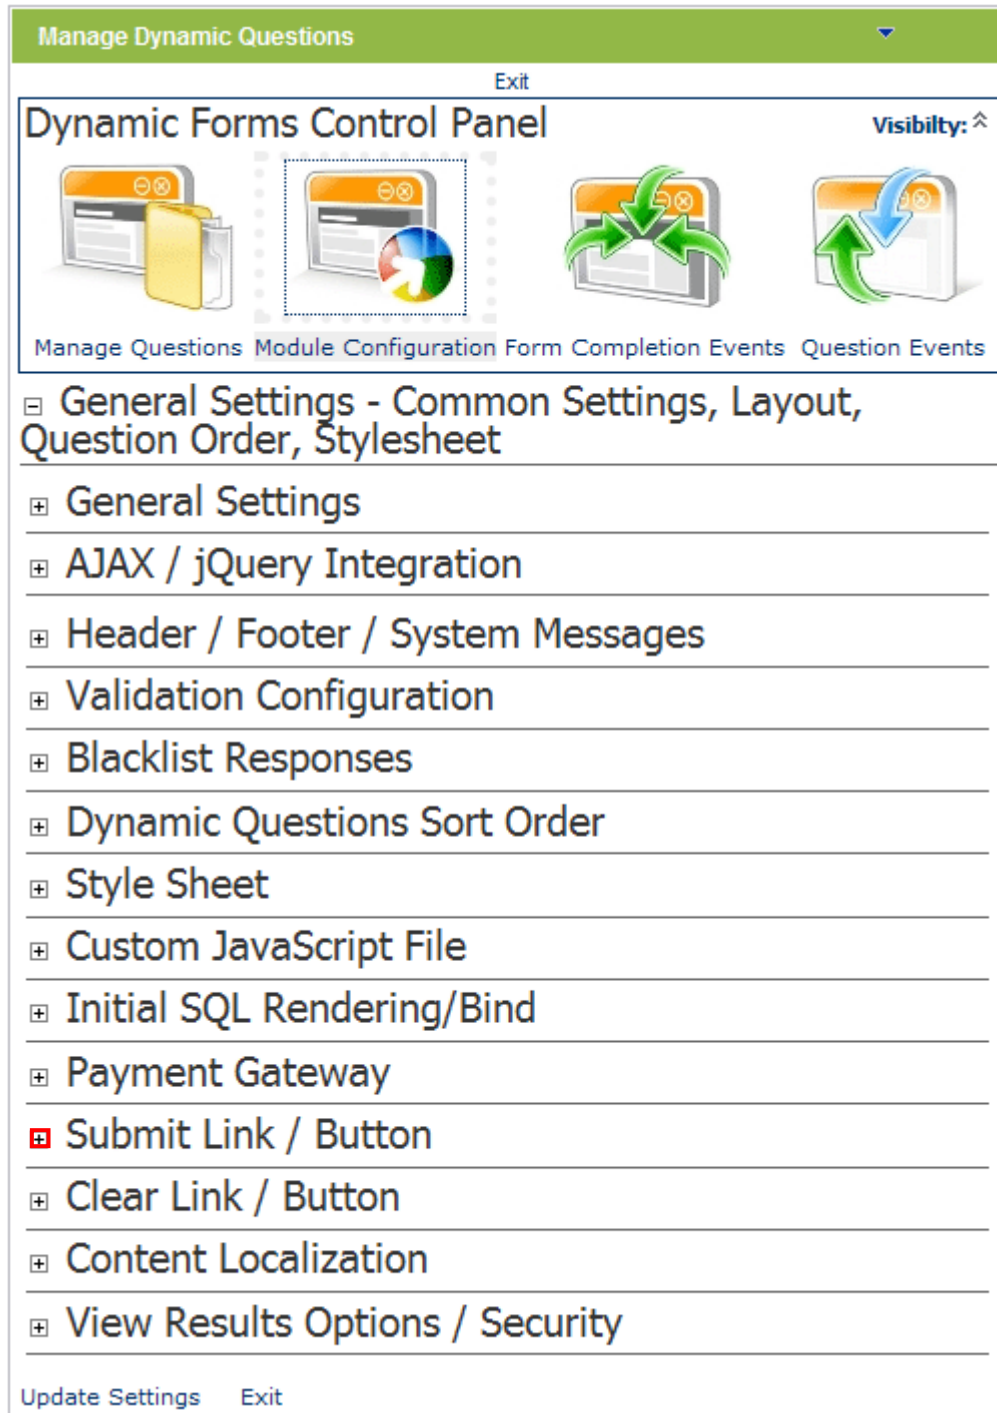 Manage Dynamic Questions
Exit
Dynamic Forms Control Panel
Visibilty:
Manage Questions Module Configuration Form Completion Events Question Events
General Settings - Common Settings, Layout,
Question Order, Stylesheet
General Settings
AJAX / jQuery Integration
Header / Footer / System Messages
Validation Configuration
Blacklist Responses
Dynamic Questions Sort Order
Style Sheet
Custom JavaScript File
Initial SQL Rendering/Bind
Payment Gateway
Submit Link / Button
Clear Link / Button
Content Localization
View Results Options / Security
Update Settings Exit